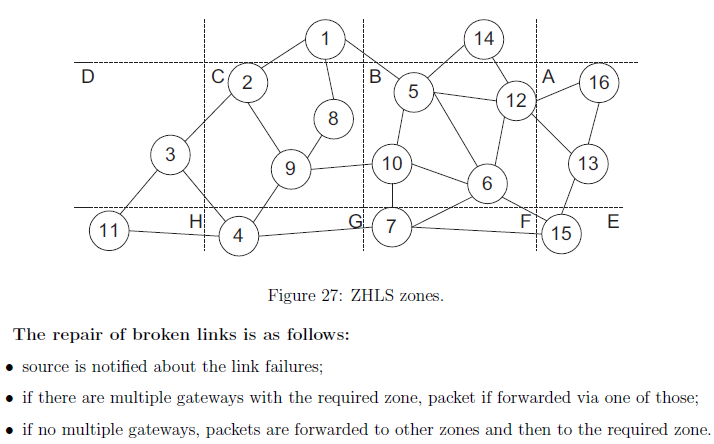 1
14
D
C
2
B
5
A
16
12
8
3
9
10
13
6
11
H
4
G
7
F
15
E
Figure 27: ZHLS zones.
The repair of broken links is as follows:
• source is notified about the link failures;
• if there are multiple gateways with the required zone, packet if forwarded via one of those;
• if no multiple gateways, packets are forwarded to other zones and then to the required zone.